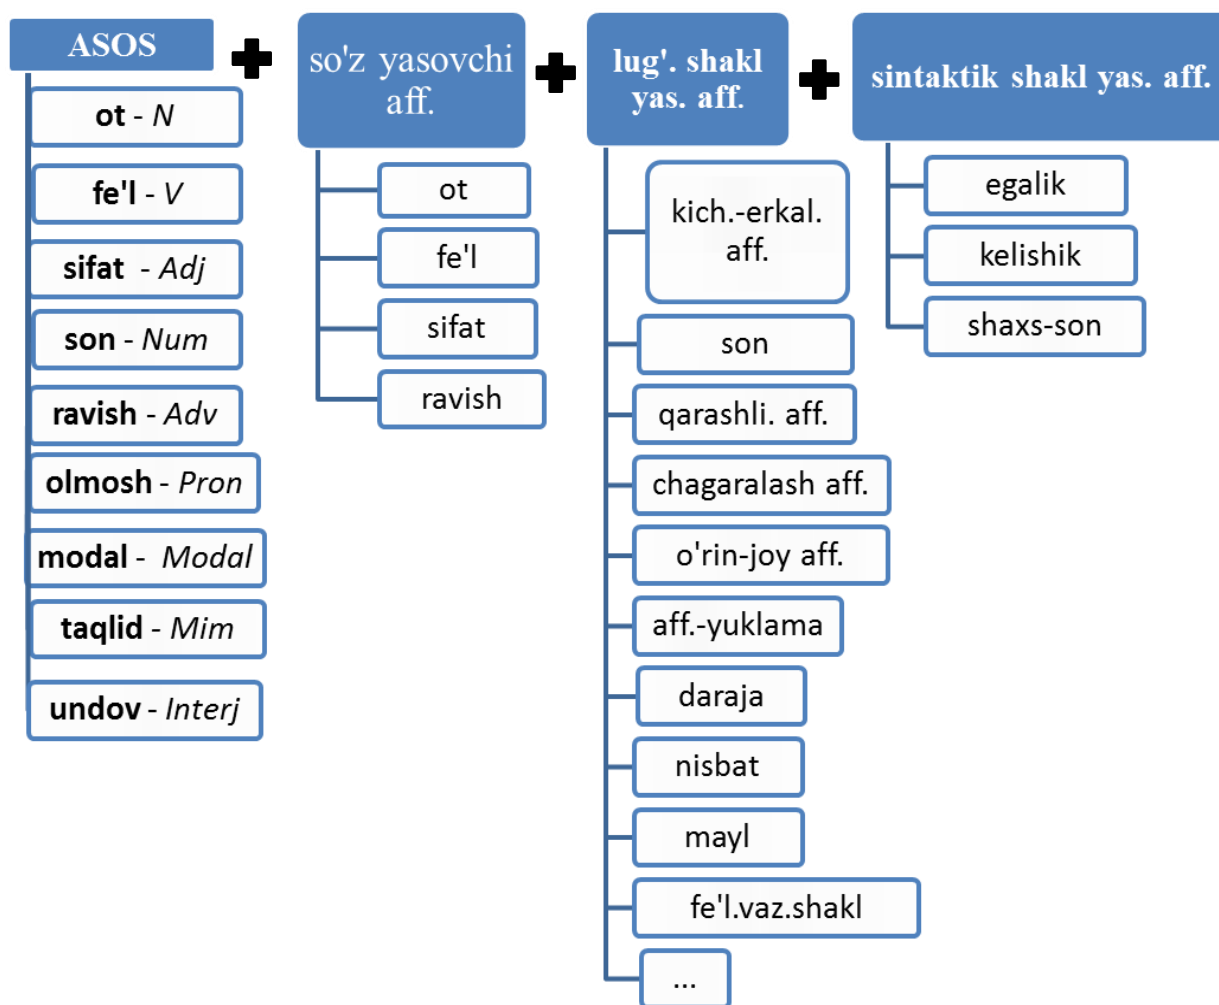 ASOS
ot - N
fe'l - V
sifat - Adj
son - Num
ravish - Adv
olmosh - Pron
modal - Modal
taqlid - Mim
undov - Interj
so'z yasovchi
aff.
ot
fe'l
sifat
ravish
lug'. shakl
yas. aff.
kich.-erkal.
aff.
son
qarashli. aff.
chagaralash aff.
o'rin-joy aff.
aff.-yuklama
daraja
nisbat
mayl
fe'l.vaz.shakl
...
sintaktik shakl yas. aff.
egalik
kelishik
shaxs-son